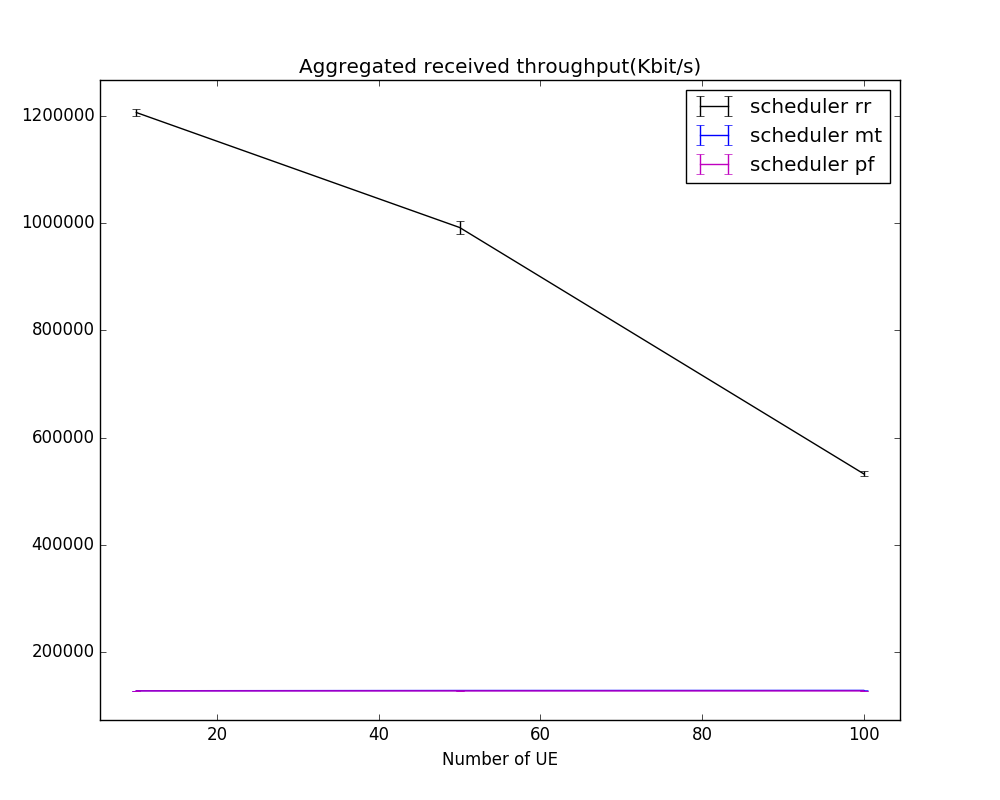 Aggregated received throughput(Kbit/s)
1200000
1000000
800000
600000
400000
200000
scheduler rr
scheduler mt
scheduler pf
20
40
60
80
100
Number of UE